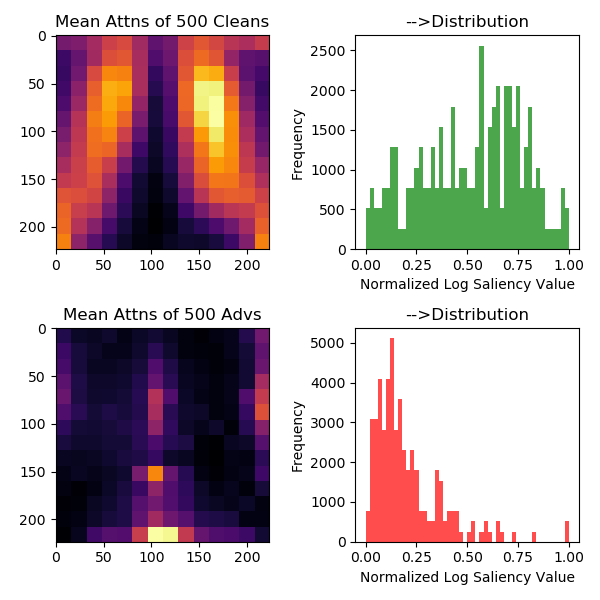 Mean Attns of 500 Cleans
0
50
100
150
200
0 50 100 150 200
-->Distribution
Frequency
2500
2000
1500
1000
500
0
0.00 0.25 0.50 0.75 1.00
Normalized Log Saliency Value
Mean Attns of 500 Advs
0
50
100
150
200
0 50 100 150 200
-->Distribution
Frequency
5000
4000
3000
2000
1000
0
0.00 0.25 0.50 0.75 1.00
Normalized Log Saliency Value